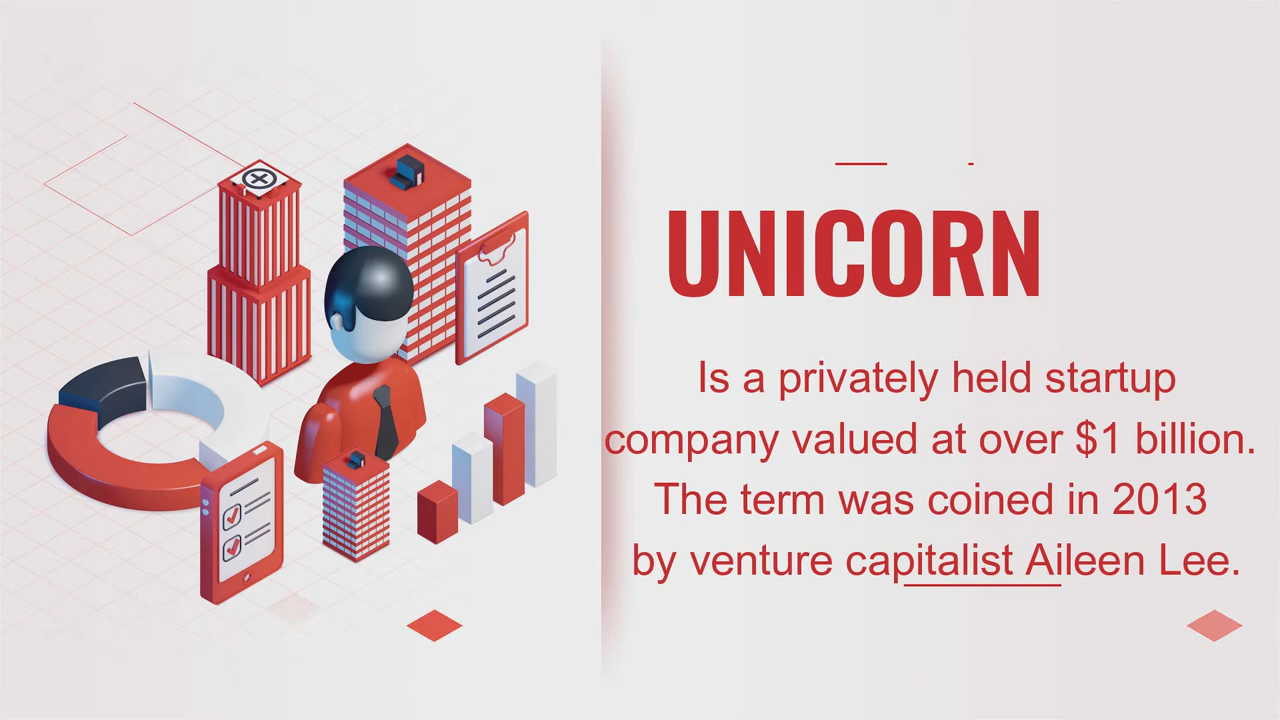 UNICORN
Is a privately held startup
company valued at over $1 billion.
The term was coined in 2013
by venture capitalist Aileen Lee.